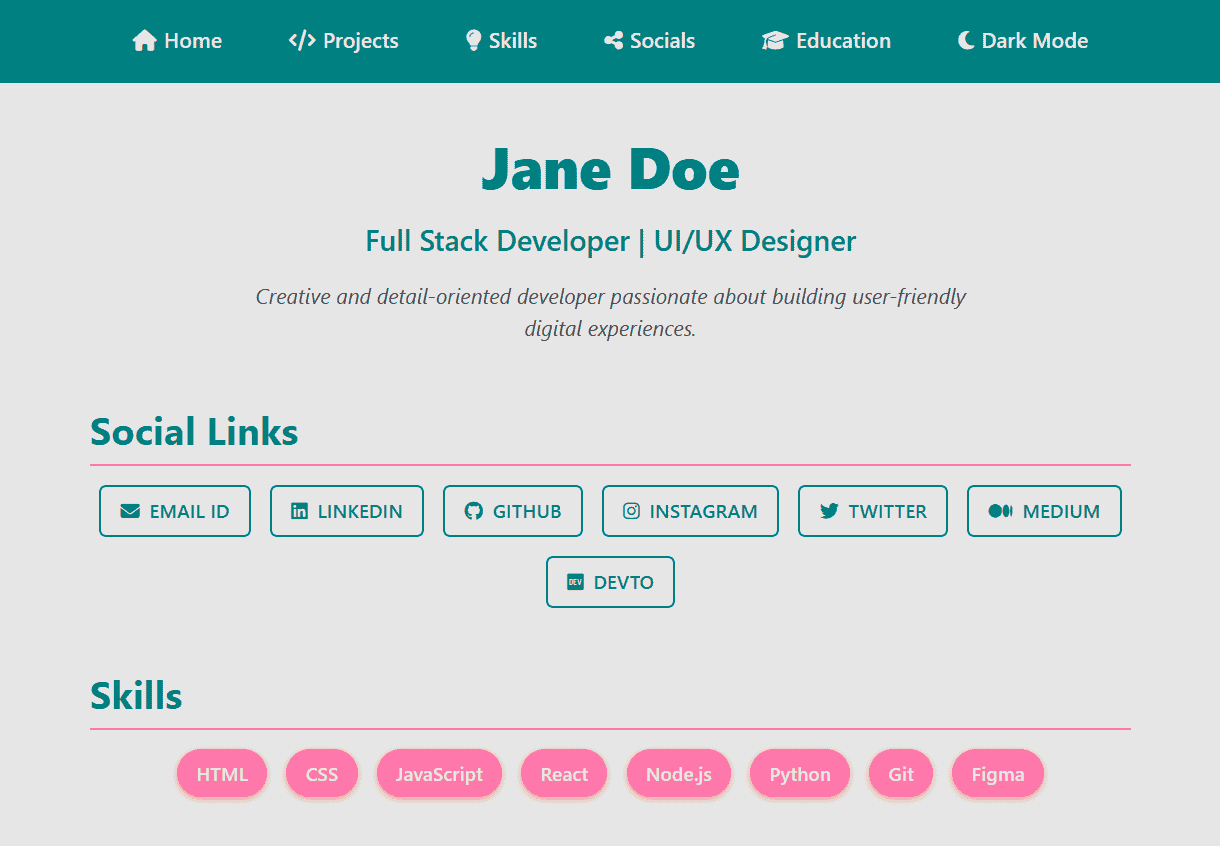 Home Projects Skills Socials Education Dark Mode
Jane Doe
Full Stack Developer | UI/UX Designer
Creative and detail-oriented developer passionate about building user-friendly
digital experiences.
Social Links
EMAIL ID LINKEDIN GITHUB INSTAGRAM TWITTER MEDIUM
DEV DEVTO
Skills
HTML CSS JavaScript React Node.js Python Git Figma